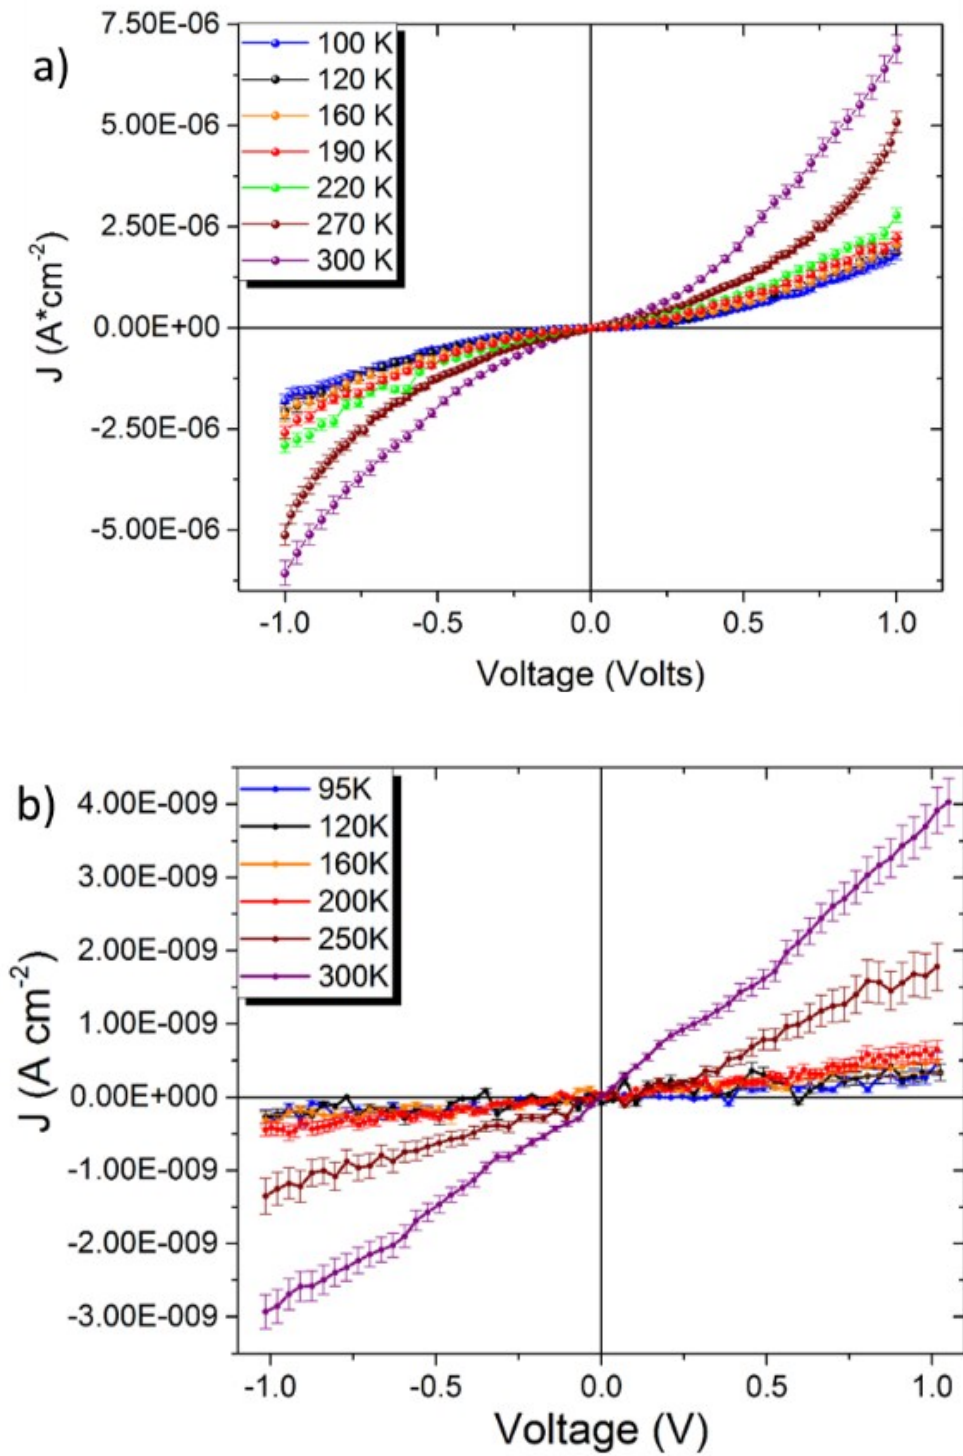 a)
7.50E-06
5.00E-06
2.50E-06
0.00E+00
-2.50E-06
-5.00E-06
J (A*cm-2)
100 K
120 K
160 K
190 K
220 K
270 K
300 K
-1.0 -0.5 0.0 0.5 1.0
Voltage (Volts)
b)
4.00E-009
3.00E-009
2.00E-009
1.00E-009
0.00E+000
-1.00E-009
-2.00E-009
-3.00E-009
J (A cm-2)
95K
120K
160K
200K
250K
300K
-1.0 -0.5 0.0 0.5 1.0
Voltage (V)